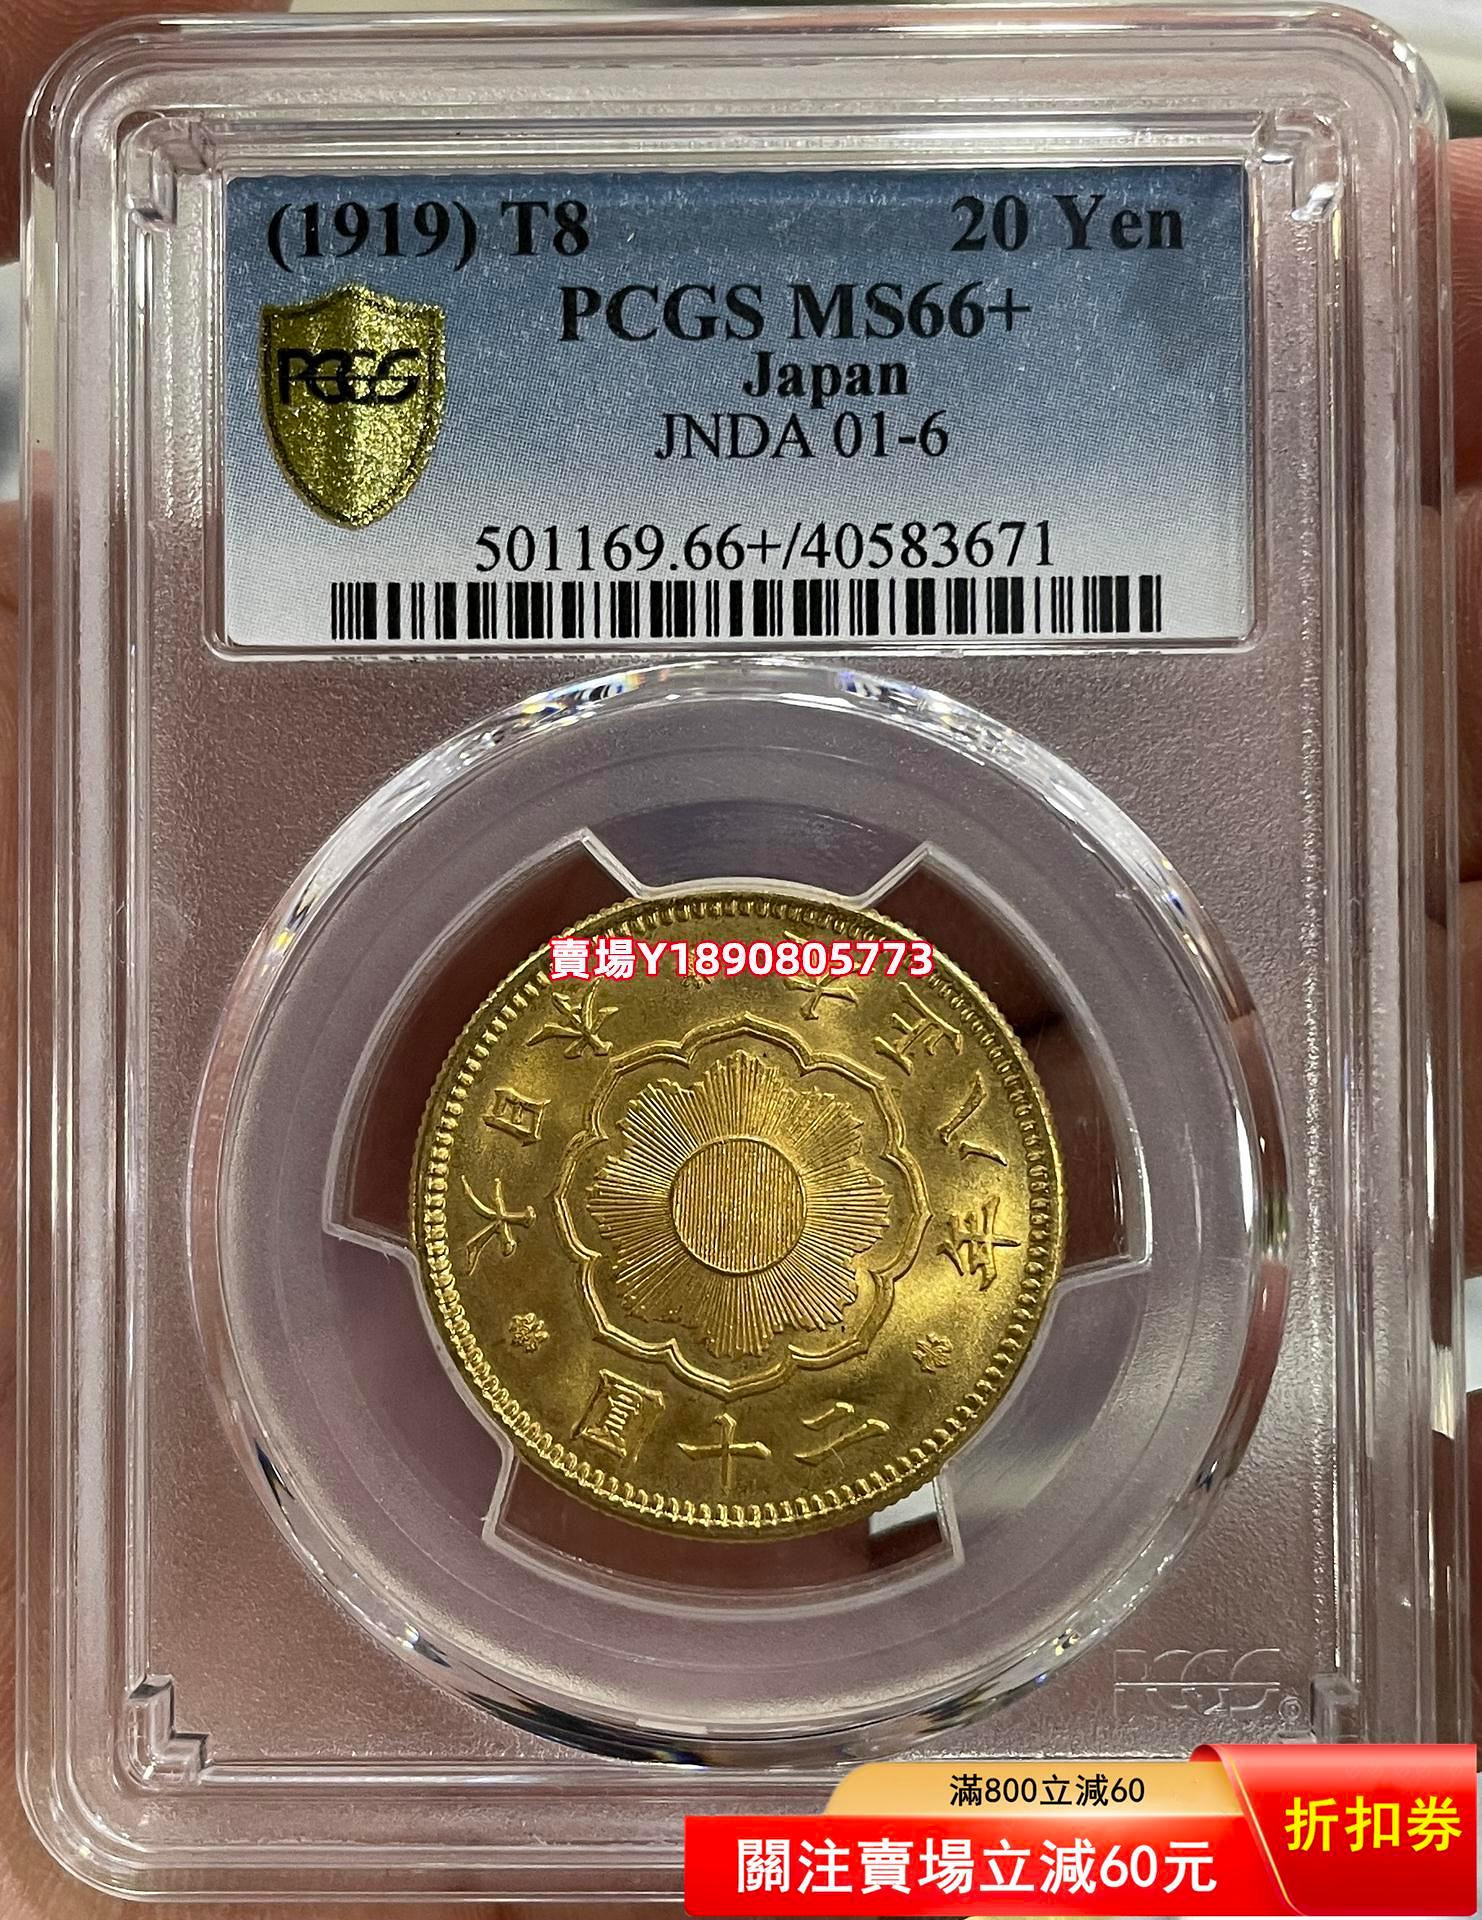 (1919) T8 20 Yen
PCGS MS66+
PCGS
Japan
JNDA 01-6
501169.66+/40583671
賣場Y1890805773
大日本
大正八年
二十圓
PCGS
滿800立減60
關注賣場立減60元
折扣券